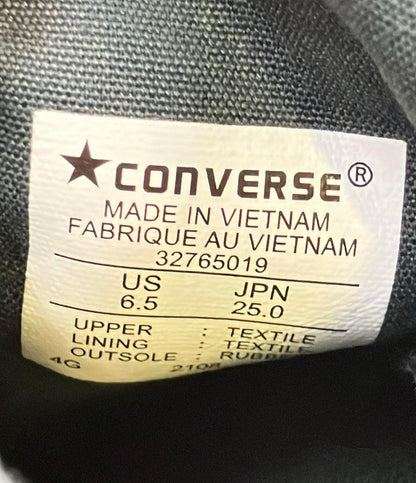 ★CONVERSE®
MADE IN VIETNAM
FABRIQUE AU VIETNAM
32765019
US JPN
6.5 25.0
UPPER : TEXTILE
LINING : TEXTILE
OUTSOLE :
4G